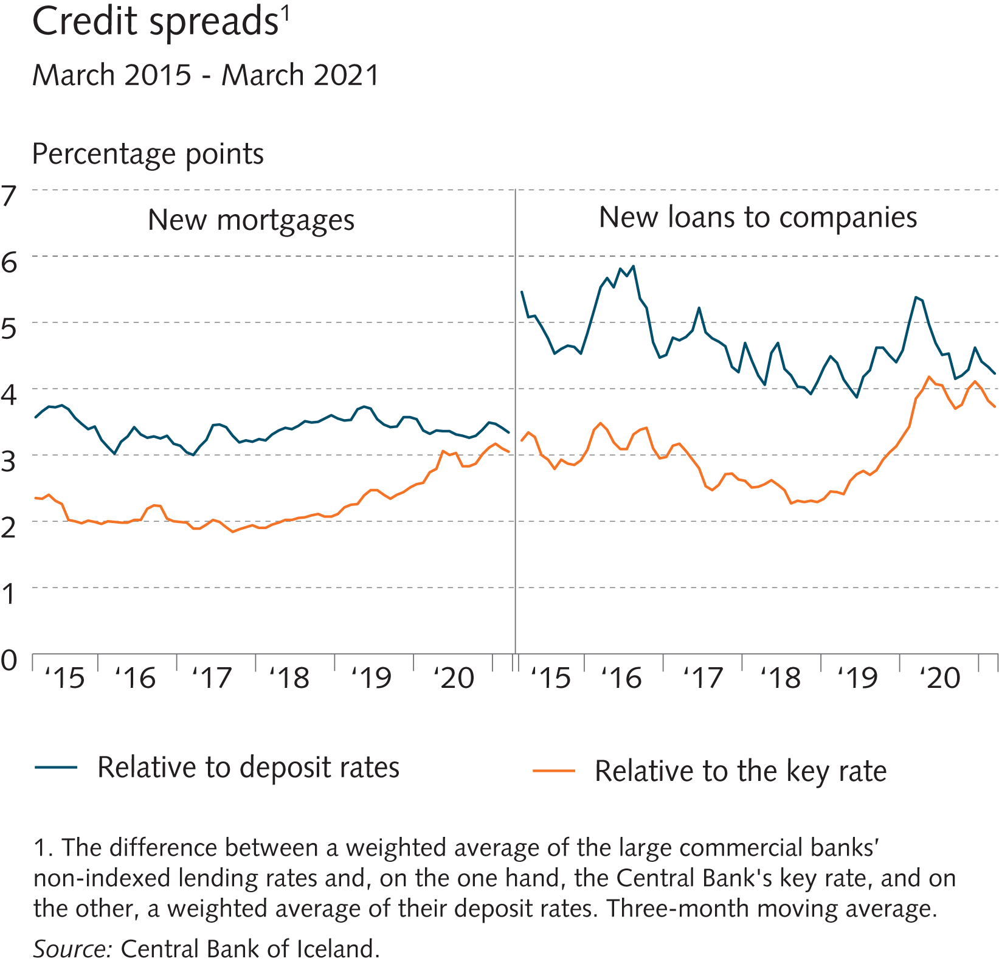 Credit spreads¹
March 2015 - March 2021
Percentage points
7
6
5
4
3
2
1
0
New mortgages
New loans to companies
‘15 ‘16 ‘17 ‘18 ‘19 ‘20 ‘15 ‘16 ‘17 ‘18 ‘19 ‘20
Relative to deposit rates
Relative to the key rate
1. The difference between a weighted average of the large commercial banks’
non-indexed lending rates and, on the one hand, the Central Bank's key rate, and on
the other, a weighted average of their deposit rates. Three-month moving average.
Source: Central Bank of Iceland.